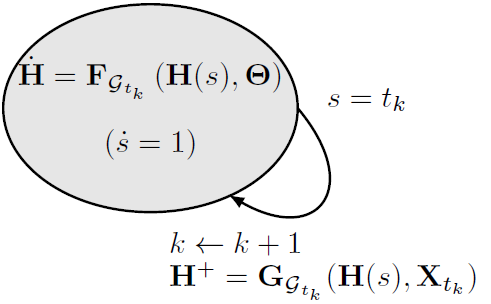 Ḣ = F_{𝒢_{t_k}} (H(s), Θ)
(ṡ = 1)
s = t_k
k ← k + 1
H⁺ = G_{𝒢_{t_k}} (H(s), X_{t_k})